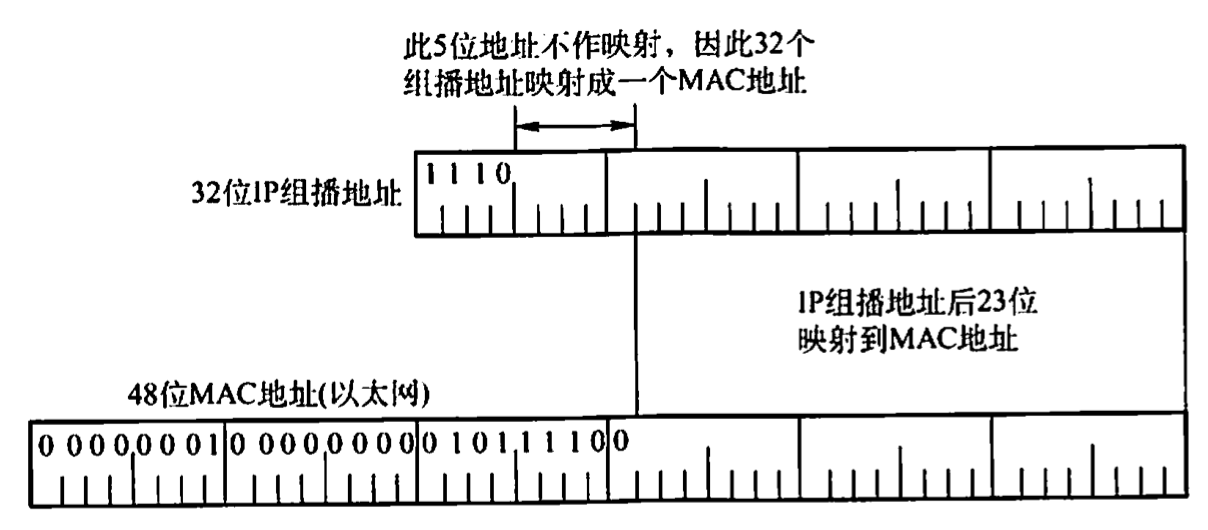 此5位地址不作映射，因此32个
组播地址映射成一个MAC地址
32位IP组播地址
1 1 1 0
IP组播地址后23位
映射到MAC地址
48位MAC地址(以太网)
0 0 0 0 0 0 0 1 0 0 0 0 0 0 0 0 0 1 0 1 1 1 1 0 0